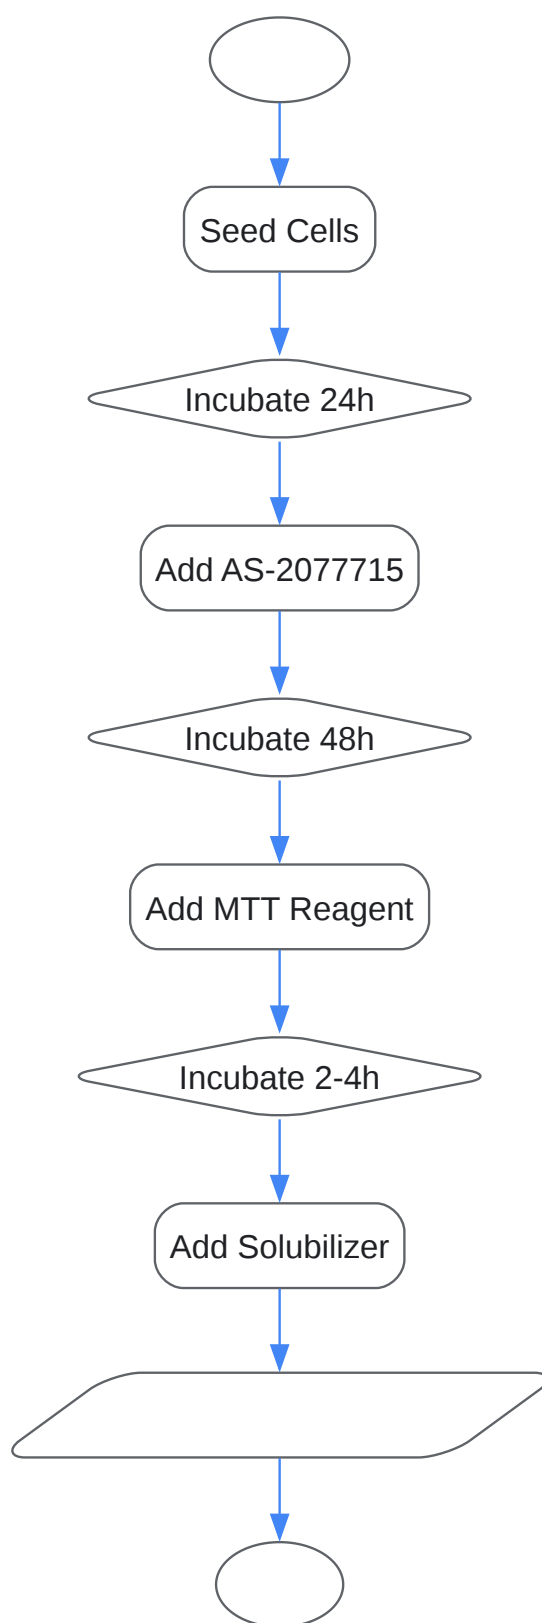 Seed Cells
Incubate 24h
Add AS-2077715
Incubate 48h
Add MTT Reagent
Incubate 2-4h
Add Solubilizer